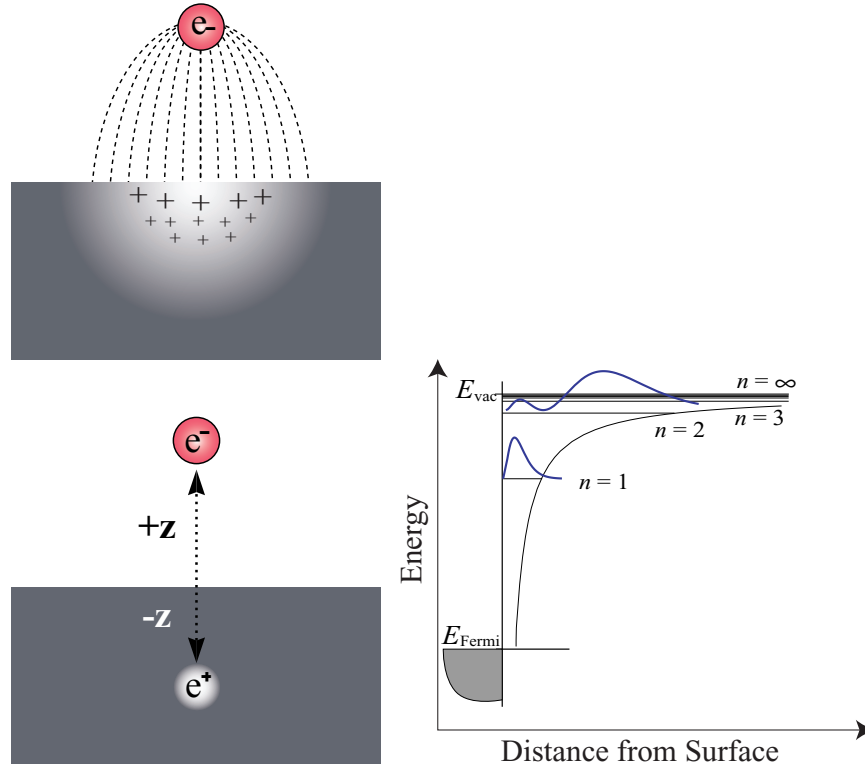 e-
+ + + + +
+ + + + +
+ + +
e-
+z
-z
e+
Energy
Evac
n = ∞
n = 3
n = 2
n = 1
EFermi
Distance from Surface